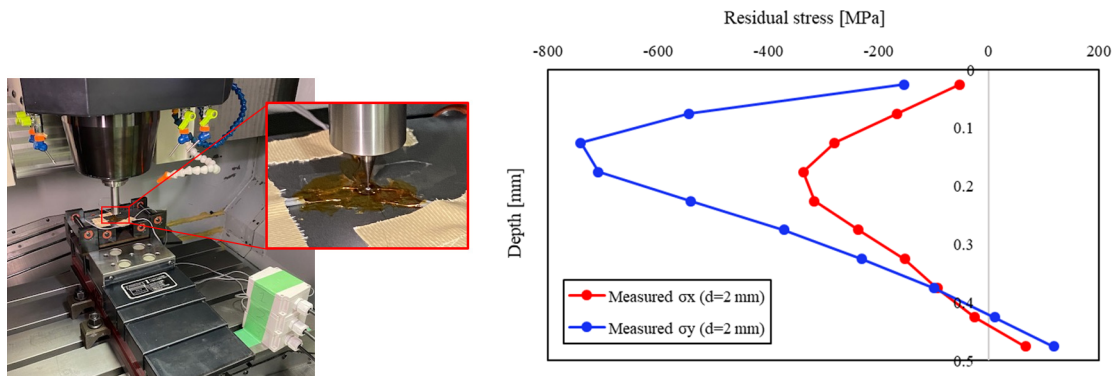 Residual stress [MPa]
-800 -600 -400 -200 0 200
0
0.1
0.2
0.3
0.4
0.5
Depth [mm]
Measured σx (d=2 mm)
Measured σy (d=2 mm)